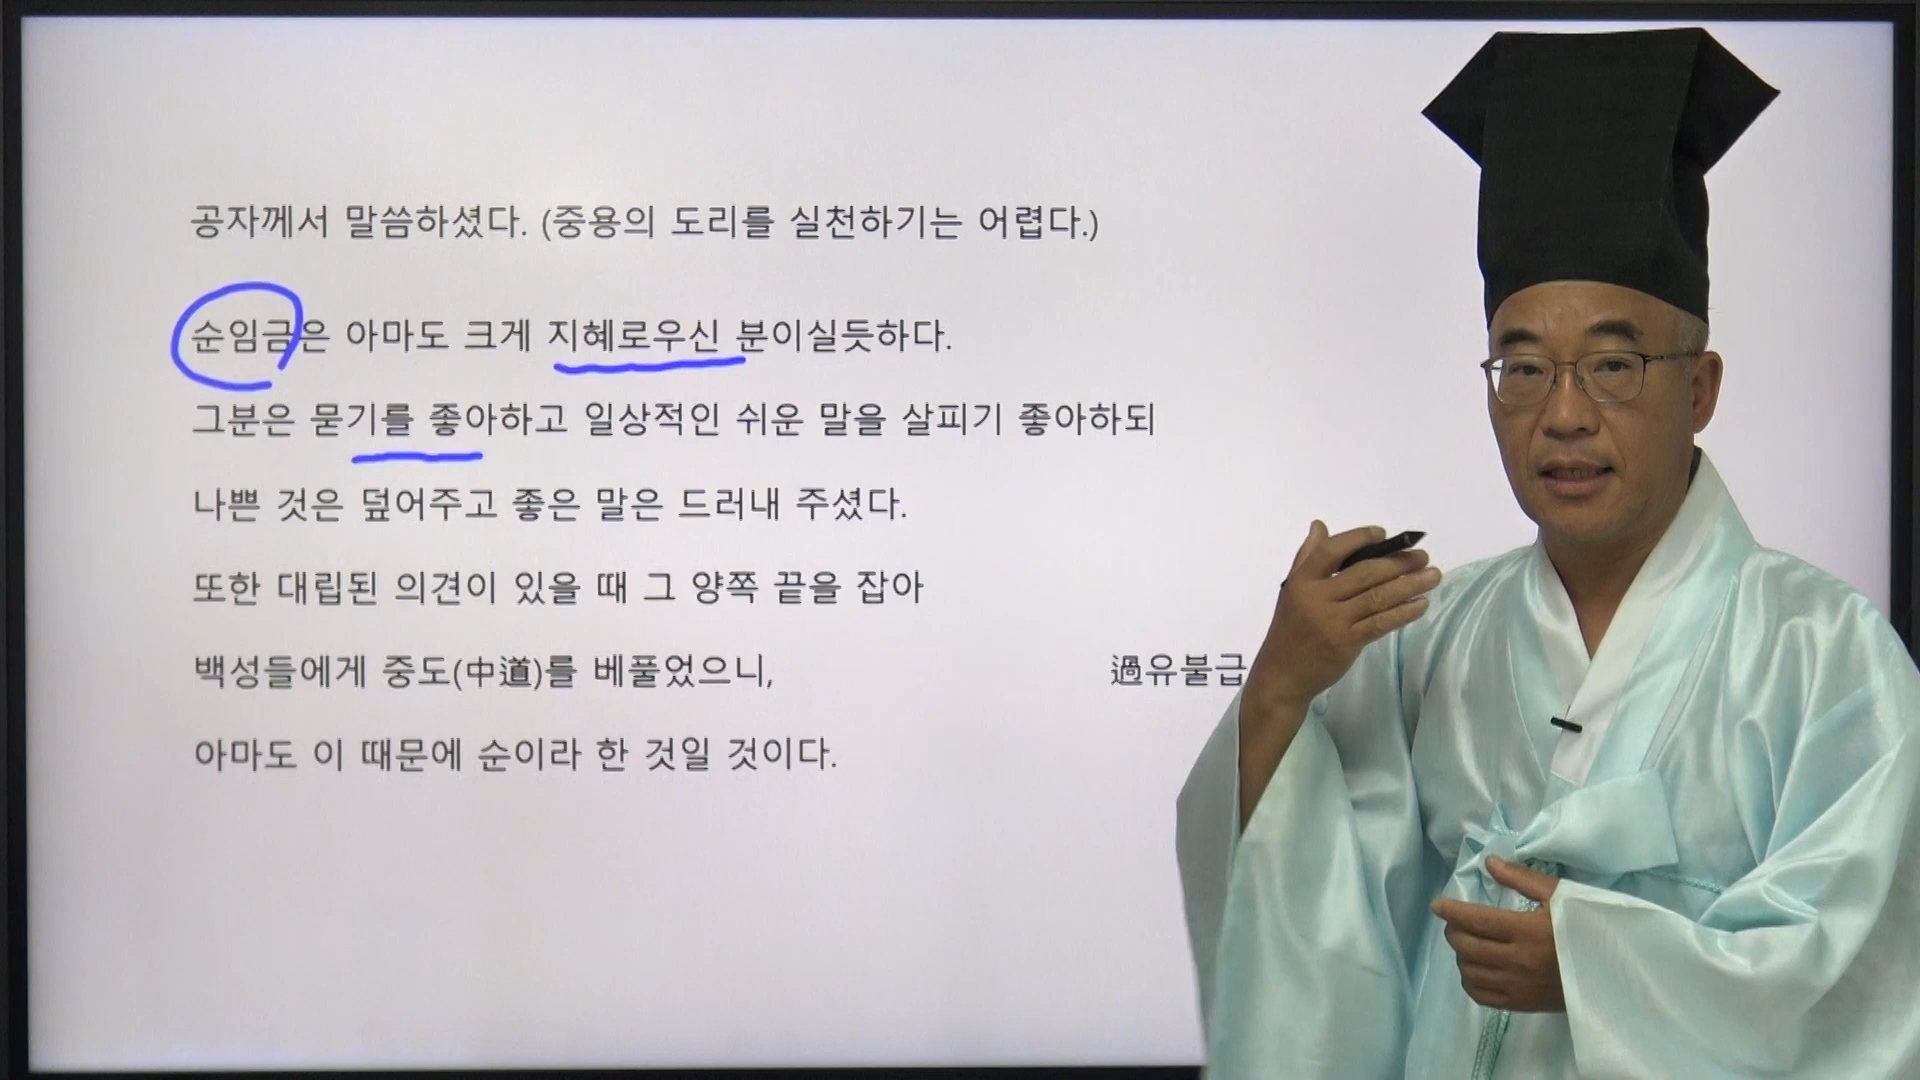 공자께서 말씀하셨다. (중용의 도리를 실천하기는 어렵다.)
순임금은 아마도 크게 지혜로우신 분이실듯하다.
그분은 묻기를 좋아하고 일상적인 쉬운 말을 살피기 좋아하되
나쁜 것은 덮어주고 좋은 말은 드러내 주셨다.
또한 대립된 의견이 있을 때 그 양쪽 끝을 잡아
백성들에게 중도(中道)를 베풀었으니,
過유불급
아마도 이 때문에 순이라 한 것일 것이다.